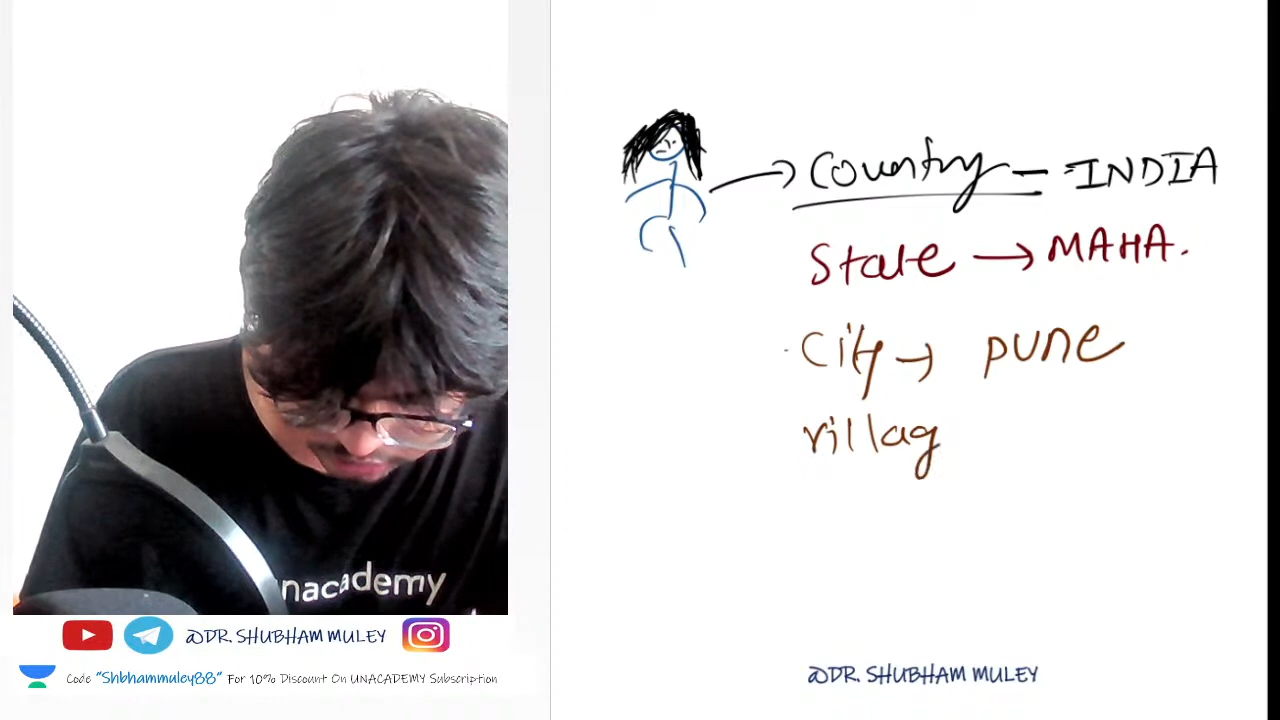 Country - INDIA
State → MAHA.
City → pune
villag
unacademy
@DR. SHUBHAM MULEY
Code "Shbhammuley88" For 10% Discount On UNACADEMY Subscription
@DR. SHUBHAM MULEY